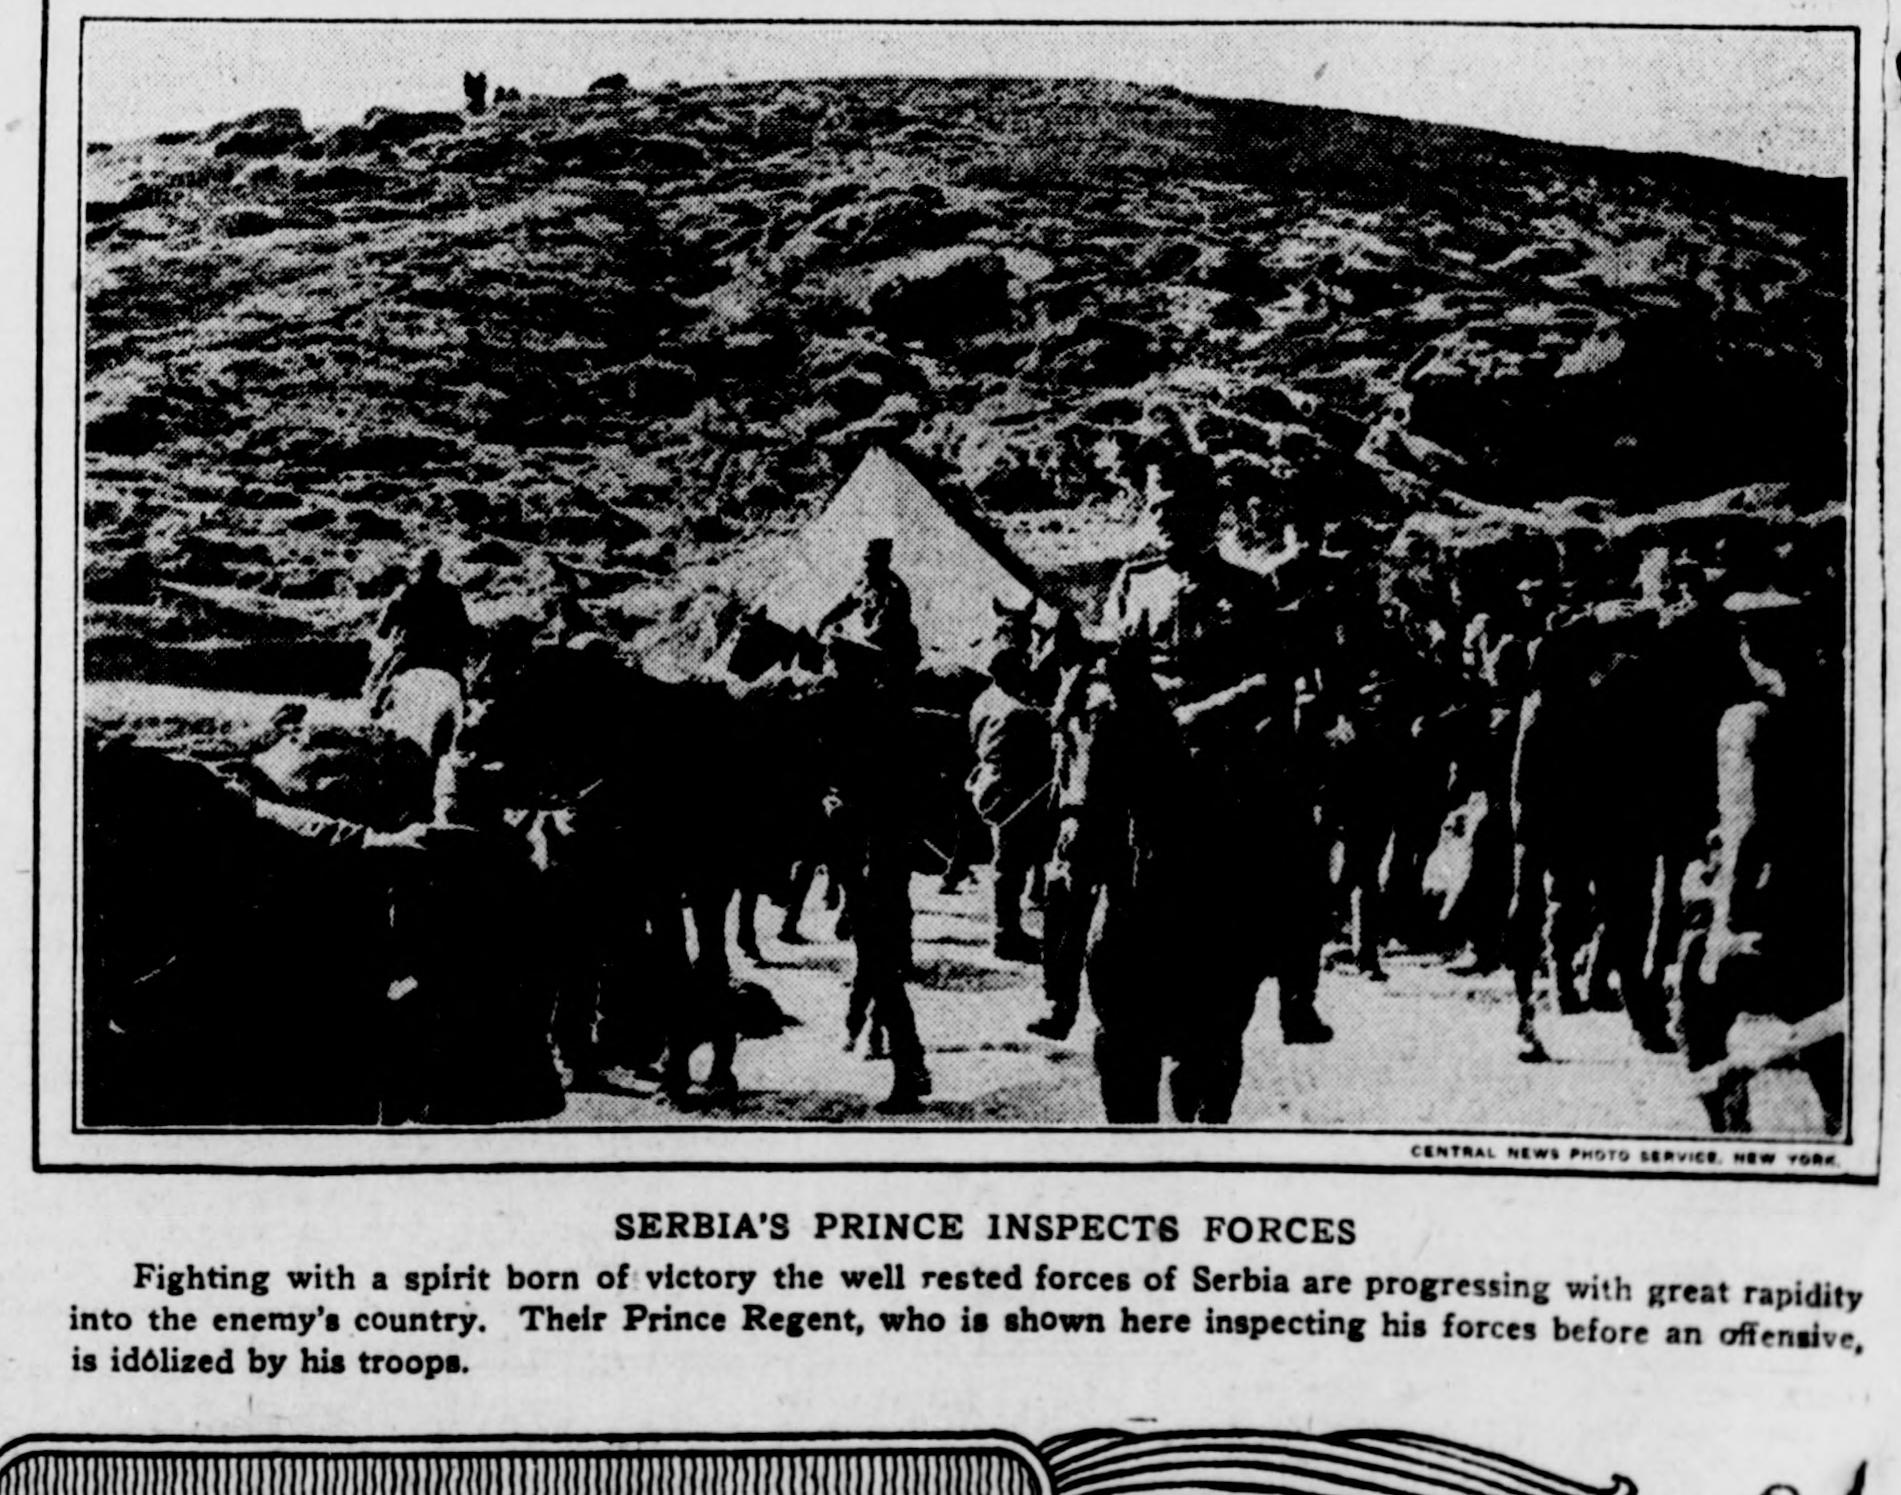 CENTRAL NEWS PHOTO SERVICE, NEW YORK.
SERBIA'S PRINCE INSPECTS FORCES
Fighting with a spirit born of victory the well rested forces of Serbia are progressing with great rapidity
into the enemy's country. Their Prince Regent, who is shown here inspecting his forces before an offensive,
is idolized by his troops.